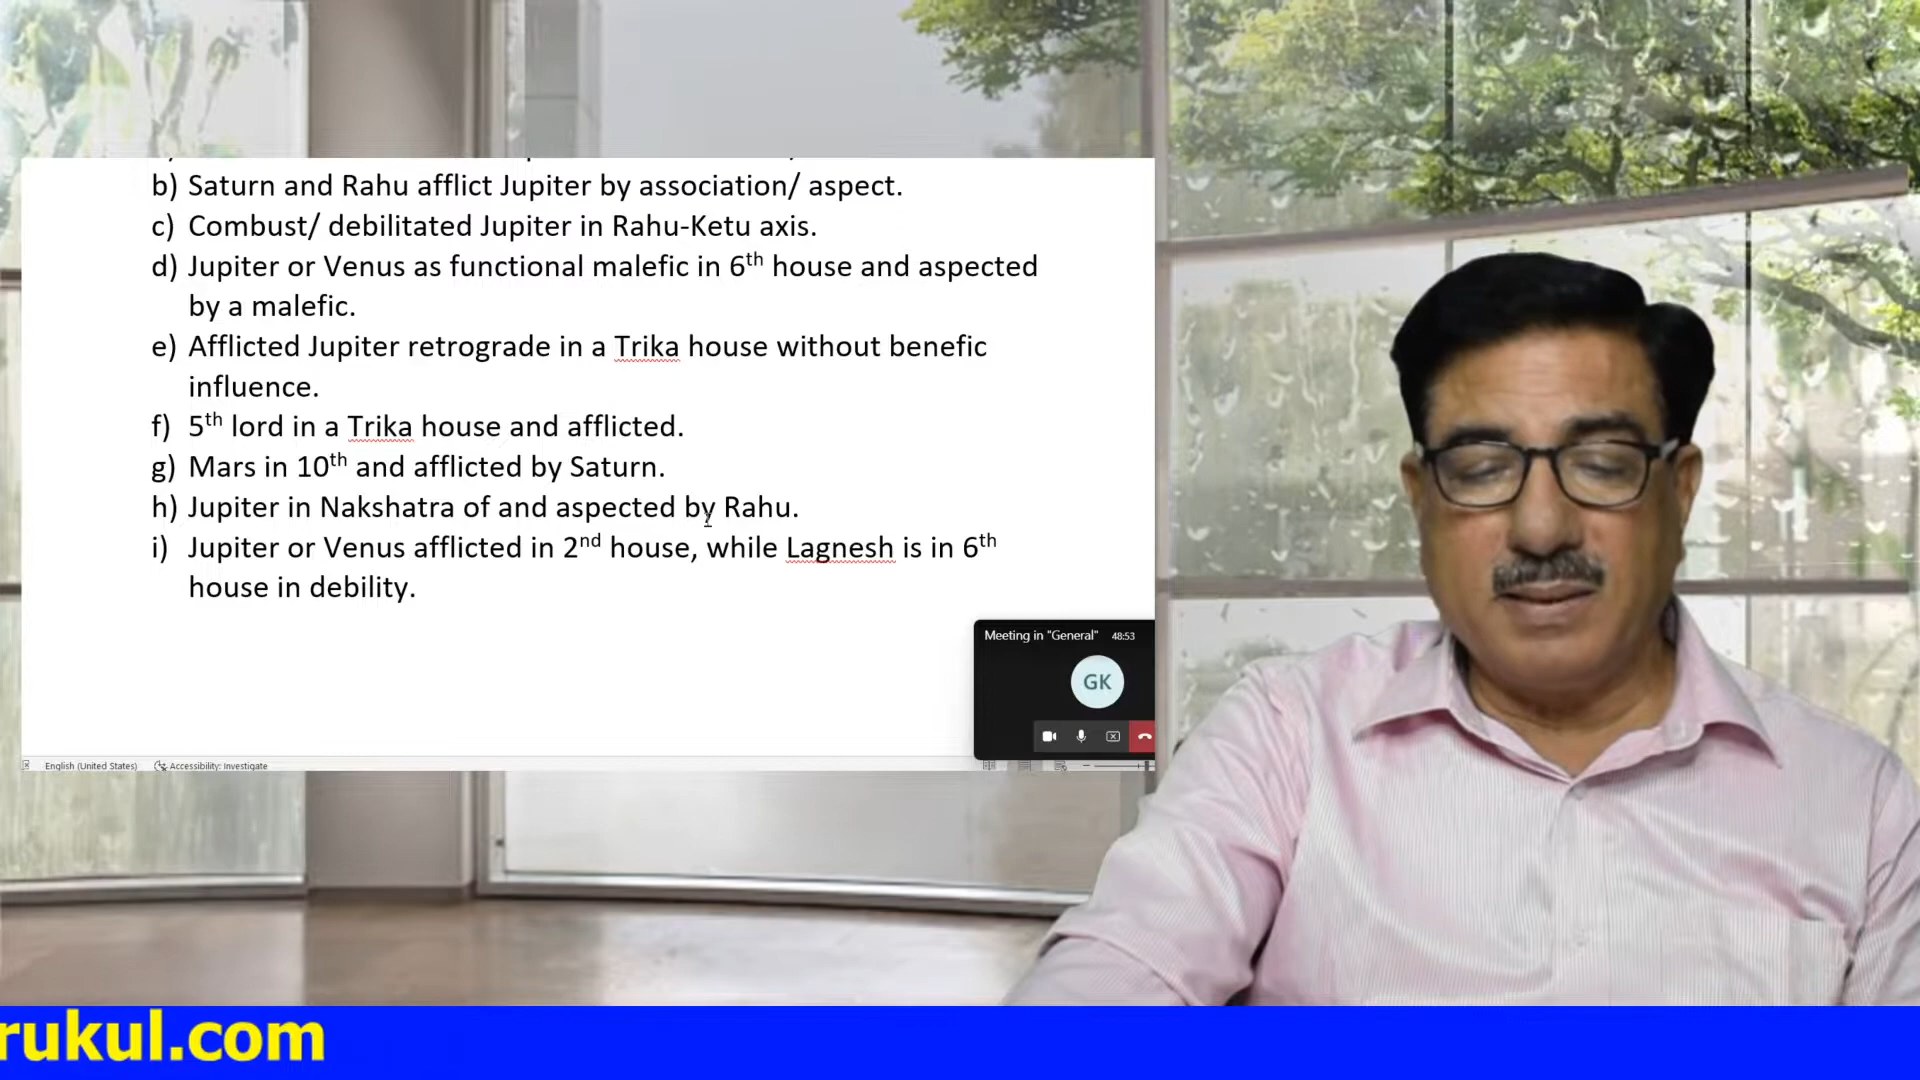 b) Saturn and Rahu afflict Jupiter by association/ aspect.
c) Combust/ debilitated Jupiter in Rahu-Ketu axis.
d) Jupiter or Venus as functional malefic in 6th house and aspected
by a malefic.
e) Afflicted Jupiter retrograde in a Trika house without benefic
influence.
f) 5th lord in a Trika house and afflicted.
g) Mars in 10th and afflicted by Saturn.
h) Jupiter in Nakshatra of and aspected by Rahu.
i) Jupiter or Venus afflicted in 2nd house, while Lagnesh is in 6th
house in debility.
Meeting in "General" 48:53
GK
English (United States) Accessibility: Investigate
rukul.com